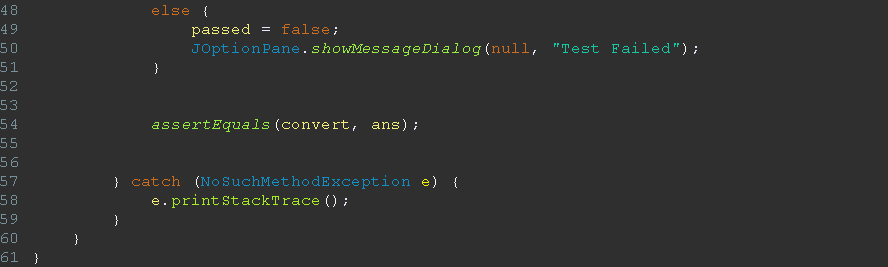 48 else {
49 passed = false;
50 JOptionPane.showMessageDialog(null, "Test Failed");
51 }
52
53
54 assertEquals(convert, ans);
55
56
57 } catch (NoSuchMethodException e) {
58 e.printStackTrace();
59 }
60 }
61 }